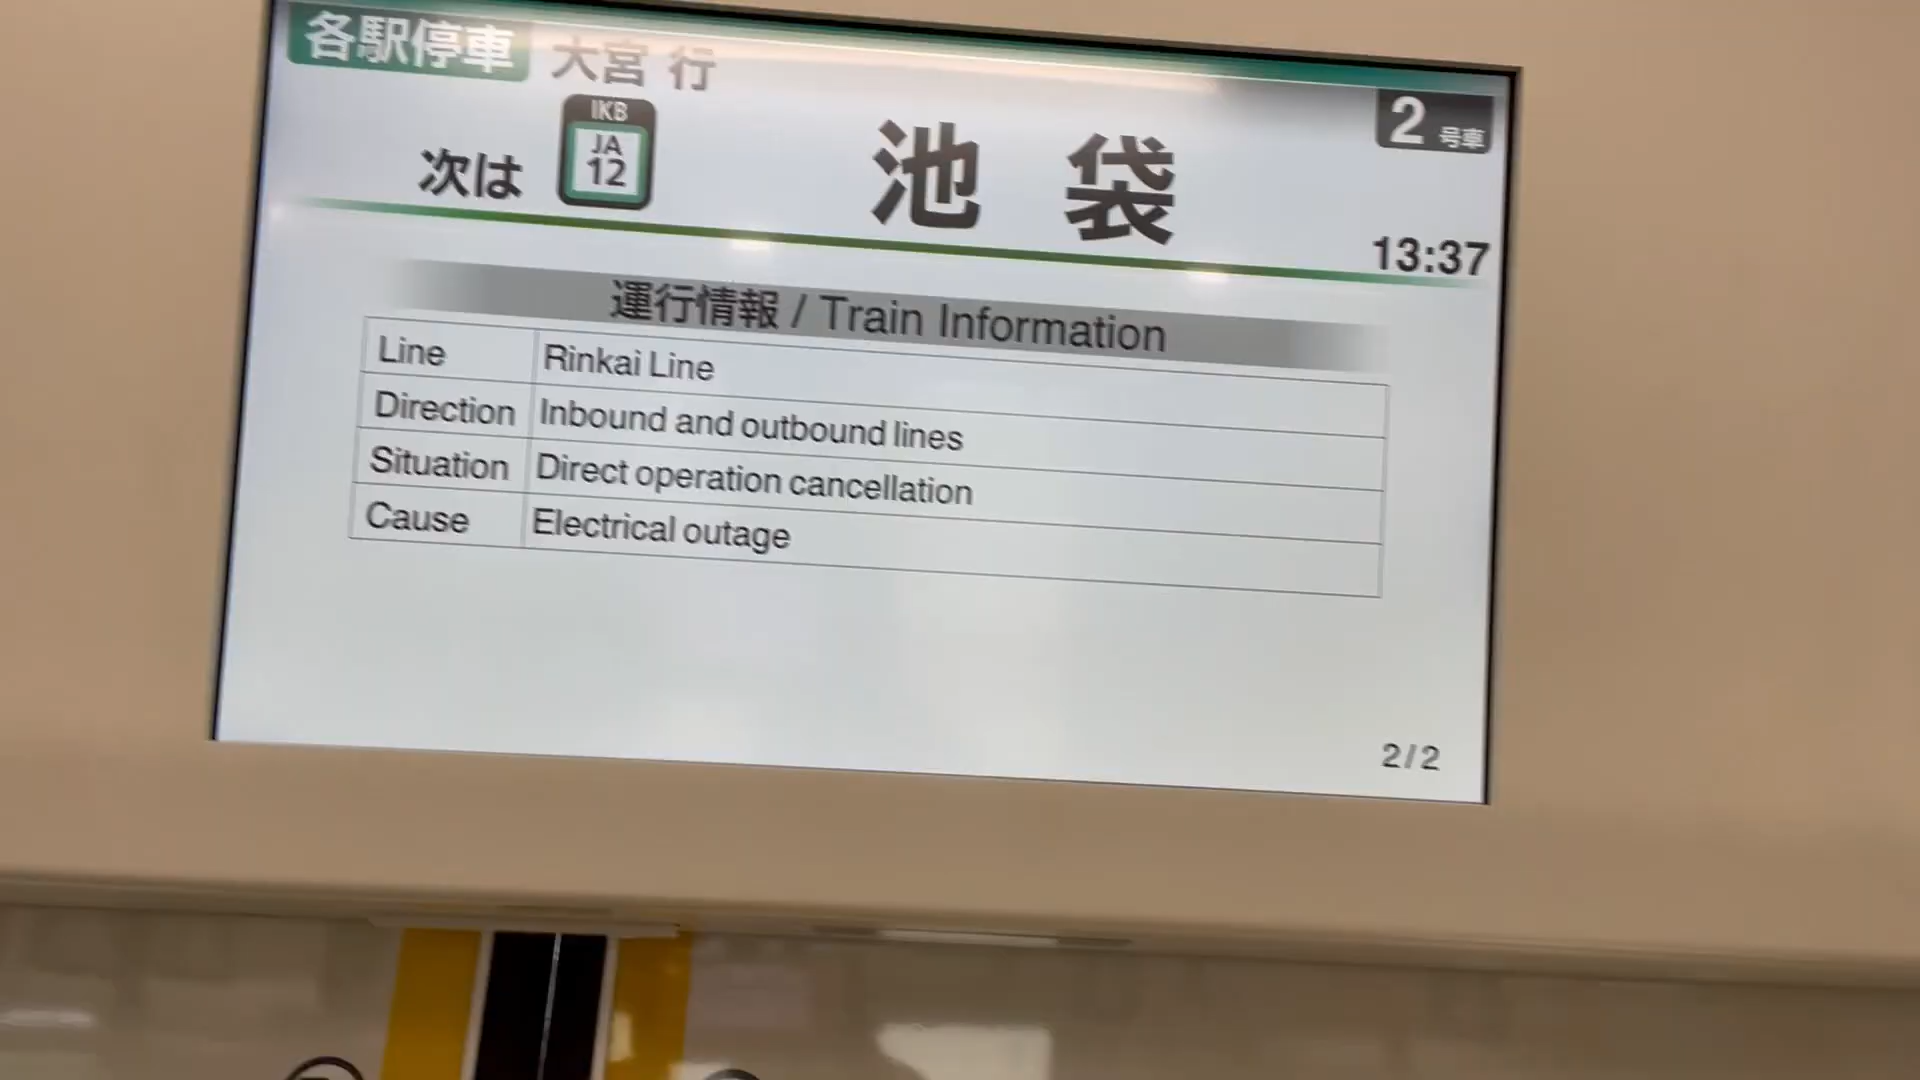 各駅停車 大宮 行
2 号車
次は IKB JA 12 池袋
13:37
運行情報 / Train Information
Line Rinkai Line
Direction Inbound and outbound lines
Situation Direct operation cancellation
Cause Electrical outage
2/2